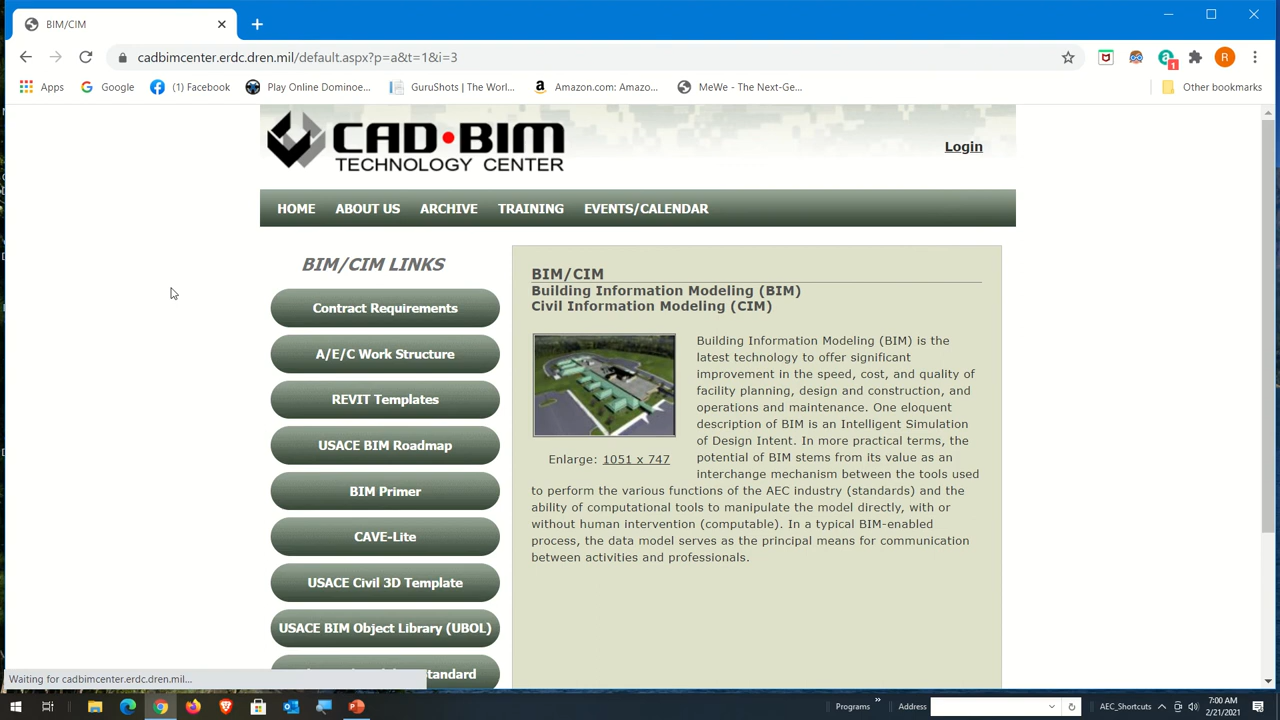 BIM/CIM
cadbimcenter.erdc.dren.mil/default.aspx?p=a&t=1&i=3
R
1
Apps
Google
(1) Facebook
Play Online Dominoe...
GuruShots | The Worl...
Amazon.com: Amazo...
MeWe - The Next-Ge...
Other bookmarks
CAD•BIM
TECHNOLOGY CENTER
Login
HOME ABOUT US ARCHIVE TRAINING EVENTS/CALENDAR
BIM/CIM LINKS
Contract Requirements
A/E/C Work Structure
REVIT Templates
USACE BIM Roadmap
BIM Primer
CAVE-Lite
USACE Civil 3D Template
USACE BIM Object Library (UBOL)
BIM/CIM
Building Information Modeling (BIM)
Civil Information Modeling (CIM)
Enlarge: 1051 x 747
Building Information Modeling (BIM) is the
latest technology to offer significant
improvement in the speed, cost, and quality of
facility planning, design and construction, and
operations and maintenance. One eloquent
description of BIM is an Intelligent Simulation
of Design Intent. In more practical terms, the
potential of BIM stems from its value as an
interchange mechanism between the tools used
to perform the various functions of the AEC industry (standards) and the
ability of computational tools to manipulate the model directly, with or
without human intervention (computable). In a typical BIM-enabled
process, the data model serves as the principal means for communication
between activities and professionals.
Waiting for cadbimcenter.erdc.dren.mil...
Programs
Address
AEC_Shortcuts
7:00 AM
2/21/2021